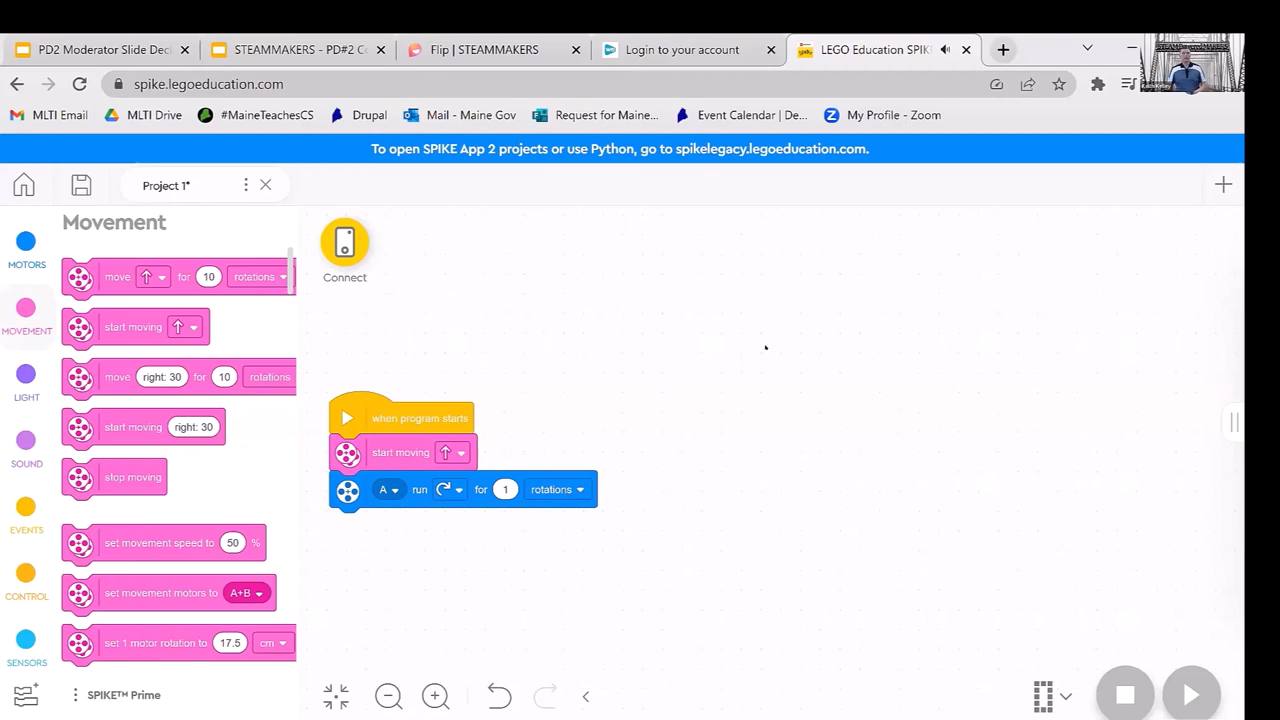 PD2 Moderator Slide Dec
STEAMMAKERS - PD#2 C
Flip | STEAMMAKERS
Login to your account
LEGO Education SPIK
spike.legoeducation.com
MLTI Email
MLTI Drive
#MaineTeachesCS
Drupal
Mail - Maine Gov
Request for Maine...
Event Calendar | De...
My Profile - Zoom
To open SPIKE App 2 projects or use Python, go to spikelegacy.legoeducation.com.
Project 1*
Movement
MOTORS
MOVEMENT
LIGHT
SOUND
EVENTS
CONTROL
SENSORS
move for 10 rotations
start moving
move right: 30 for 10 rotations
start moving right: 30
stop moving
set movement speed to 50 %
set movement motors to A+B
set 1 motor rotation to 17.5 cm
Connect
when program starts
start moving
A run for 1 rotations
SPIKE™ Prime